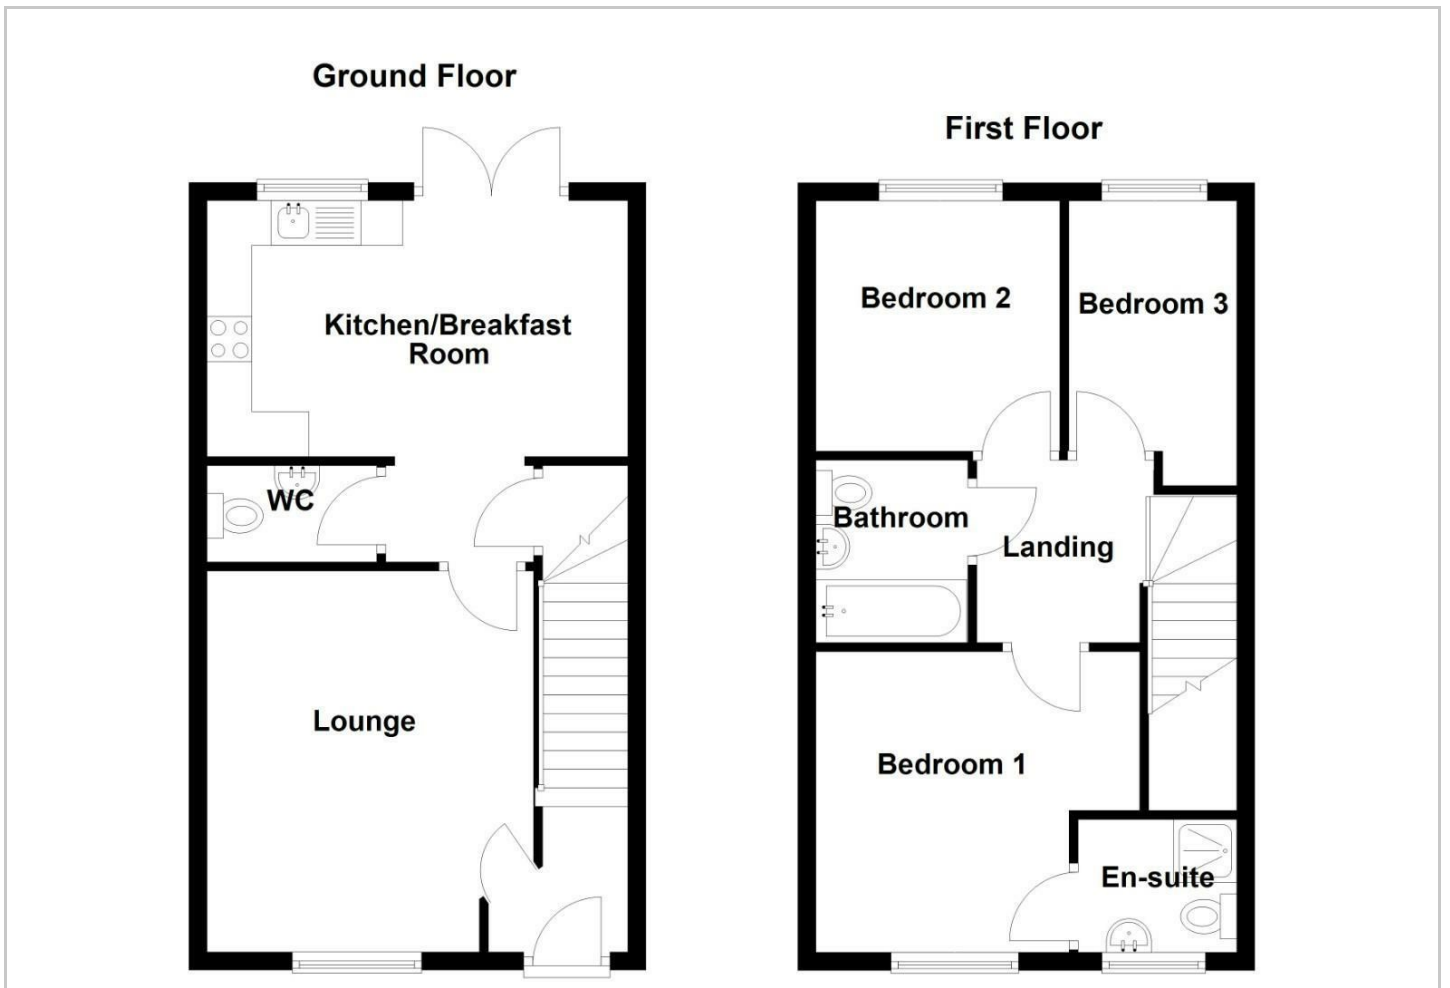 Ground Floor
Kitchen/Breakfast
Room
WC
Lounge
First Floor
Bedroom 2
Bedroom 3
Bathroom
Landing
Bedroom 1
En-suite